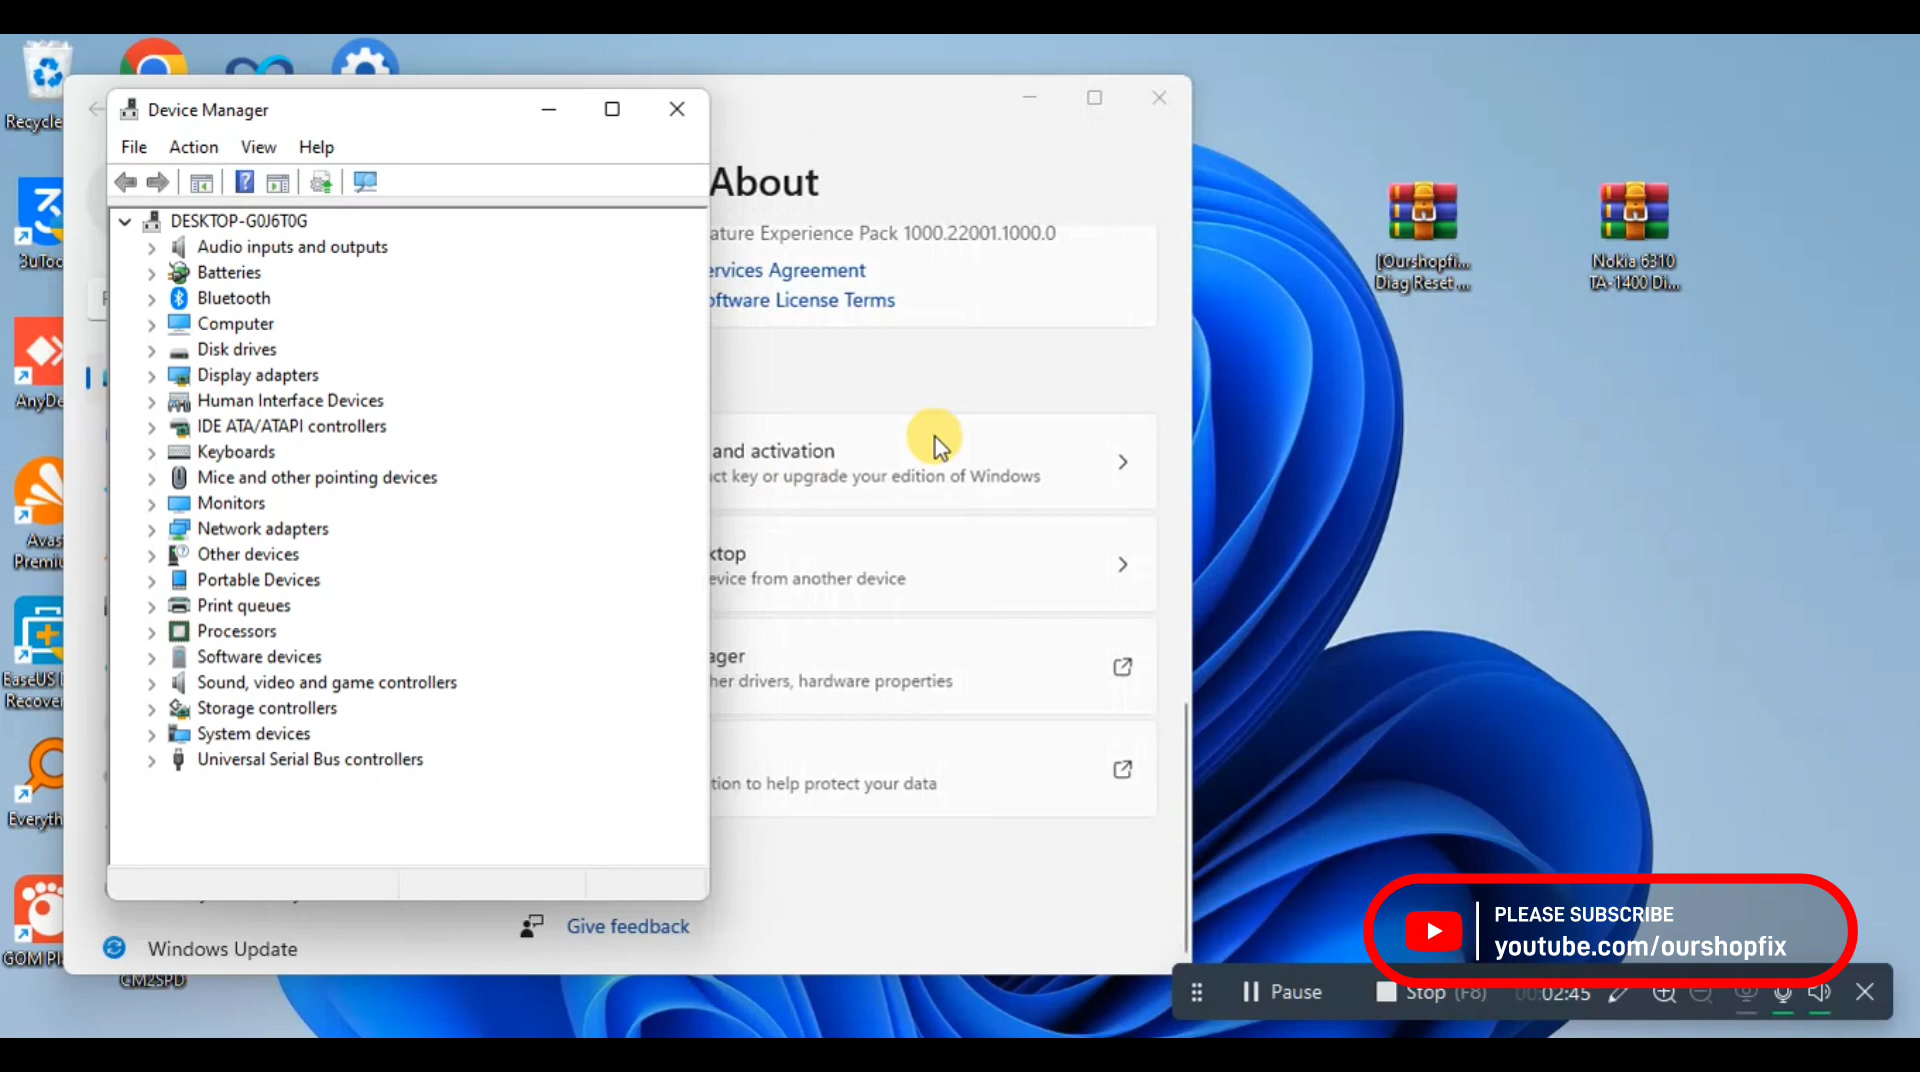 Recycle
3uToo
AnyDe
Avas
Premiu
EaseUS
Recover
Everyth
GOM Pl
CM2SPD
Device Manager
File Action View Help
DESKTOP-G0J6T0G
Audio inputs and outputs
Batteries
Bluetooth
Computer
Disk drives
Display adapters
Human Interface Devices
IDE ATA/ATAPI controllers
Keyboards
Mice and other pointing devices
Monitors
Network adapters
Other devices
Portable Devices
Print queues
Processors
Software devices
Sound, video and game controllers
Storage controllers
System devices
Universal Serial Bus controllers
About
ature Experience Pack 1000.22001.1000.0
ervices Agreement
oftware License Terms
and activation
ct key or upgrade your edition of Windows
ktop
evice from another device
ager
her drivers, hardware properties
tion to help protect your data
Give feedback
Windows Update
[Ourshopfi...
Diag Reset ...
Nokia 6310
TA-1400 Di...
PLEASE SUBSCRIBE
youtube.com/ourshopfix
Pause Stop (F8) 00:02:45